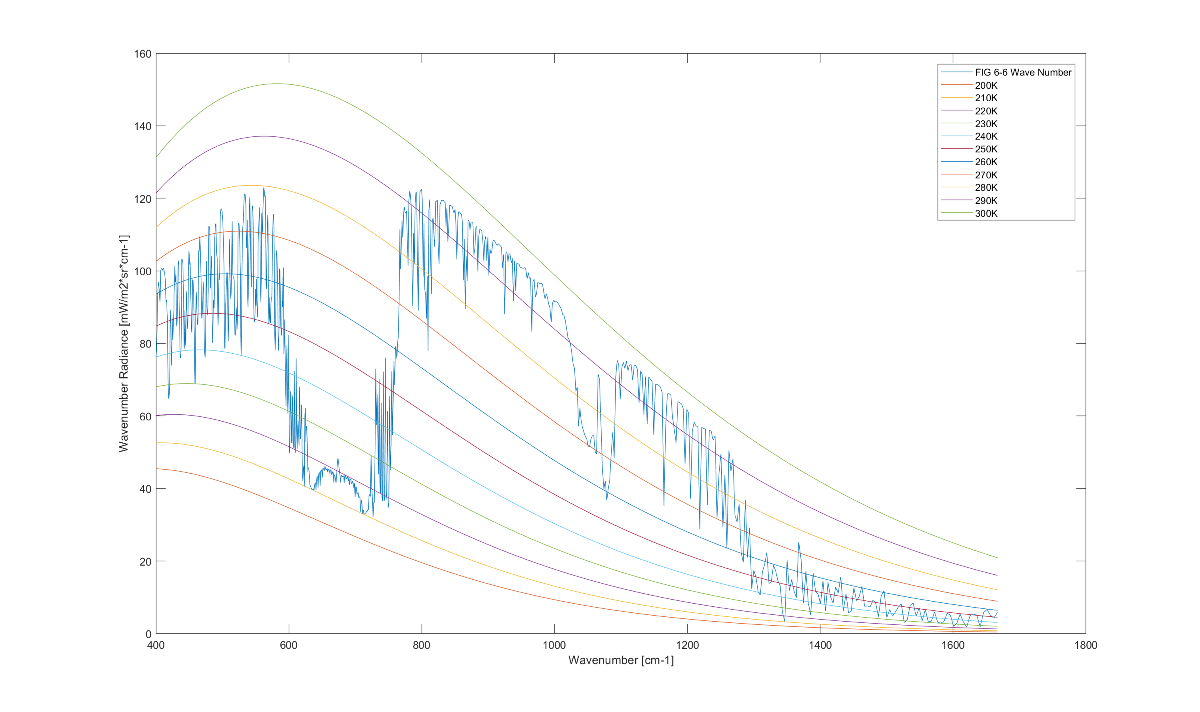 160
140
120
100
80
60
40
20
0
400
600
800
1000
1200
1400
1600
1800
Wavenumber Radiance [mW/m2*sr*cm-1]
Wavenumber [cm-1]
FIG 6-6 Wave Number
200K
210K
220K
230K
240K
250K
260K
270K
280K
290K
300K